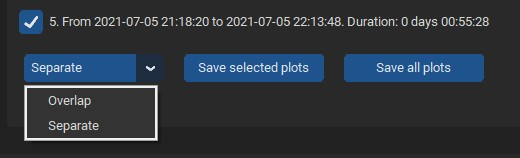 5. From 2021-07-05 21:18:20 to 2021-07-05 22:13:48. Duration: 0 days 00:55:28
Separate Save selected plots Save all plots
Overlap
Separate